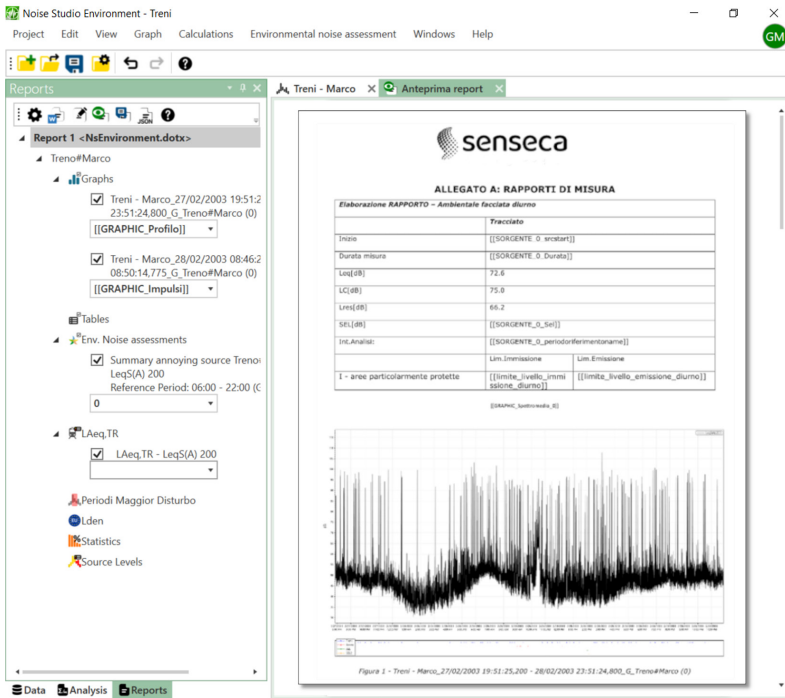 Noise Studio Environment - Treni
Project Edit View Graph Calculations Environmental noise assessment Windows Help
GM
Reports
Treni - Marco
Anteprima report
JSON
Report 1 <NsEnvironment.dotx>
Treno#Marco
Graphs
Treni - Marco_27/02/2003 19:51:2
23:51:24,800_G_Treno#Marco (0)
[[GRAPHIC_Profilo]]
Treni - Marco_28/02/2003 08:46:2
08:50:14,775_G_Treno#Marco (0)
[[GRAPHIC_Impulsi]]
Tables
Env. Noise assessments
Summary annoying source Treno
LeqS(A) 200
Reference Period: 06:00 - 22:00 (
0
LAeq,TR
LAeq,TR - LeqS(A) 200
Periodi Maggior Disturbo
Lden
Statistics
Source Levels
Data Analysis Reports
senseca
ALLEGATO A: RAPPORTI DI MISURA
Elaborazione RAPPORTO – Ambientale facciata diurno
Tracciato
Inizio [[SORGENTE_0_srcstart]]
Durata misura [[SORGENTE_0_Durata]]
Leq[dB] 72.6
LC[dB] 75.0
Lres[dB] 66.2
SEL[dB] [[SORGENTE_0_Sel]]
Int.Analisi: [[SORGENTE_0_periodoriferimentoname]]
Lim.Immissione Lim.Emissione
I - aree particolarmente protette [[limite_livello_immi
ssione_diurno]] [[limite_livello_emissione_diurno]]
Figura 1 - Treni - Marco_27/02/2003 19:51:25,200 - 28/02/2003 23:51:24,800_G_Treno#Marco (0)